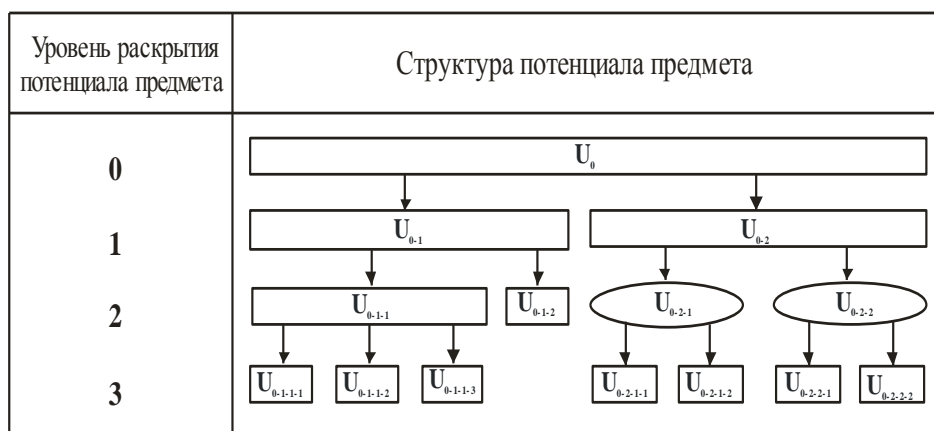 Уровень раскрытия
потенциала предмета
Структура потенциала предмета
0
U₀
1
U₀₋₁
U₀₋₂
2
U₀₋₁₋₁
U₀₋₁₋₂
U₀₋₂₋₁
U₀₋₂₋₂
3
U₀₋₁₋₁₋₁
U₀₋₁₋₁₋₂
U₀₋₁₋₁₋₃
U₀₋₂₋₁₋₁
U₀₋₂₋₁₋₂
U₀₋₂₋₂₋₁
U₀₋₂₋₂₋₂